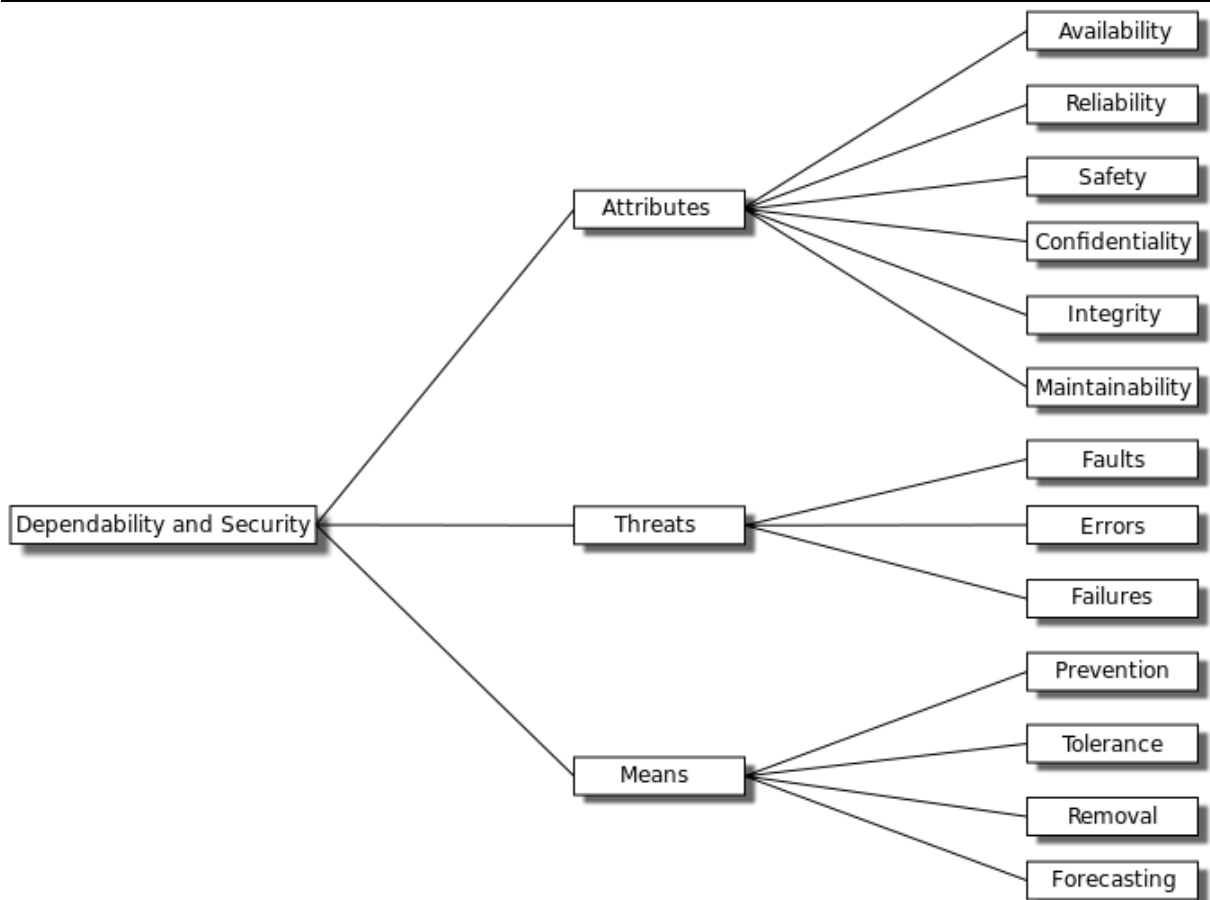 Dependability and Security
Attributes
Availability
Reliability
Safety
Confidentiality
Integrity
Maintainability
Threats
Faults
Errors
Failures
Means
Prevention
Tolerance
Removal
Forecasting